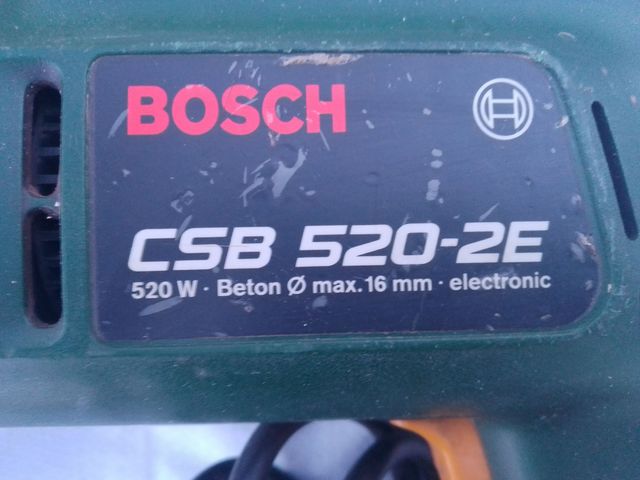 BOSCH
CSB 520-2E
520 W · Beton Ø max. 16 mm · electronic